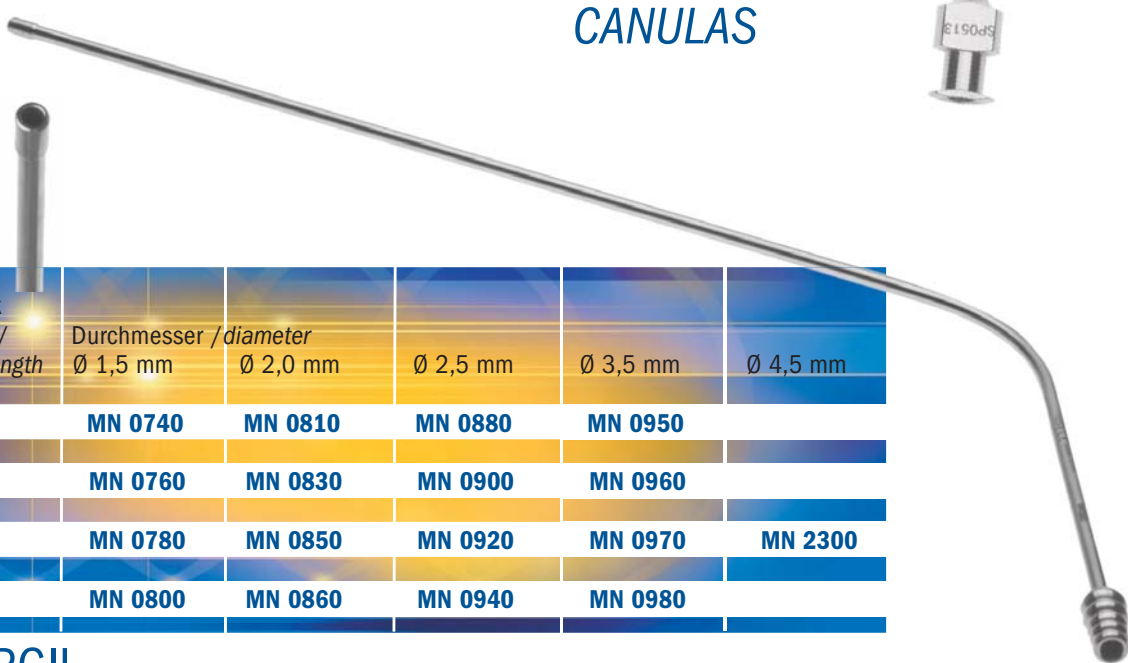 CANULAS
SP0513
Durchmesser / diameter
Ø 1,5 mm Ø 2,0 mm Ø 2,5 mm Ø 3,5 mm Ø 4,5 mm
MN 0740 MN 0810 MN 0880 MN 0950
MN 0760 MN 0830 MN 0900 MN 0960
MN 0780 MN 0850 MN 0920 MN 0970 MN 2300
MN 0800 MN 0860 MN 0940 MN 0980